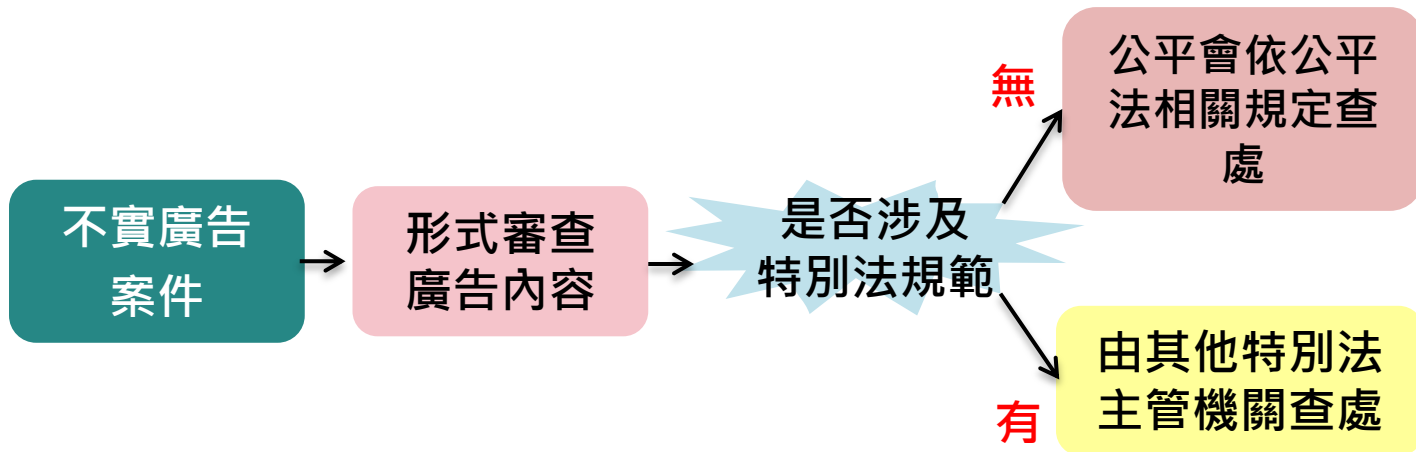 不實廣告
案件
形式審查
廣告內容
是否涉及
特別法規範
無
公平會依公平
法相關規定查
處
有
由其他特別法
主管機關查處